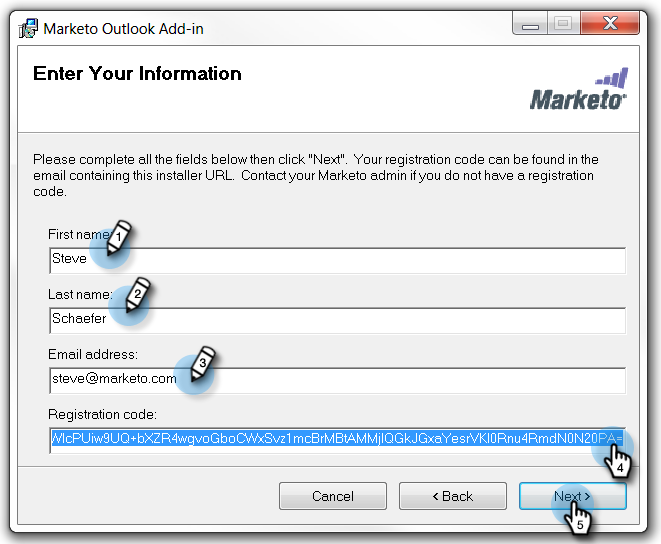 Marketo Outlook Add-in
Enter Your Information
Marketo
Please complete all the fields below then click "Next". Your registration code can be found in the
email containing this installer URL. Contact your Marketo admin if you do not have a registration
code.
First name:
1
Steve
Last name:
2
Schaefer
Email address:
3
steve@marketo.com
Registration code:
WIcPUiw9UQ+bXZR4wgvoGboCWxSvz1mcBrMBtAMMjIQGkJGxaYesrVKI0Rnu4RmdN0N20PA=
4
Cancel
< Back
Next >
5